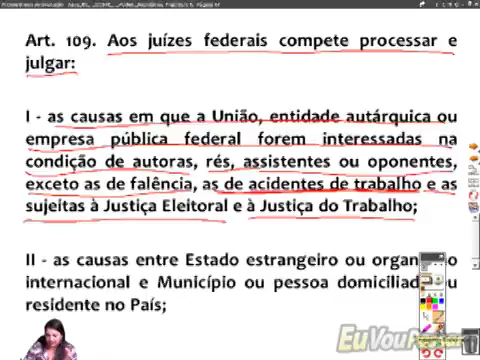 Art. 109. Aos juízes federais compete processar e
julgar:
I - as causas em que a União, entidade autárquica ou
empresa pública federal forem interessadas na
condição de autoras, rés, assistentes ou oponentes,
exceto as de falência, as de acidentes de trabalho e as
sujeitas à Justiça Eleitoral e à Justiça do Trabalho;
II - as causas entre Estado estrangeiro ou organ
internacional e Município ou pessoa domiciliad
residente no País;